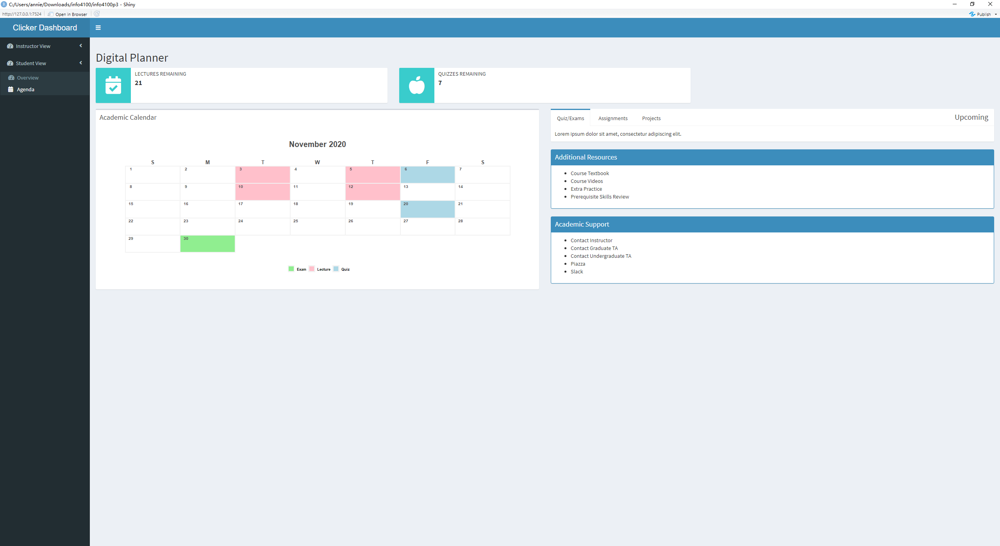 C:/Users/annie/Downloads/info4100/info4100p3 - Shiny
http://127.0.0.1:7524 Open in Browser Publish
Clicker Dashboard
Instructor View
Student View
Overview
Agenda
Digital Planner
LECTURES REMAINING
21
QUIZZES REMAINING
7
Academic Calendar
November 2020
S M T W T F S
1 2 3 4 5 6 7
8 9 10 11 12 13 14
15 16 17 18 19 20 21
22 23 24 25 26 27 28
29 30
Exam Lecture Quiz
Quiz/Exams Assignments Projects Upcoming
Lorem ipsum dolor sit amet, consectetur adipiscing elit.
Additional Resources
Course Textbook
Course Videos
Extra Practice
Prerequisite Skills Review
Academic Support
Contact Instructor
Contact Graduate TA
Contact Undergraduate TA
Piazza
Slack